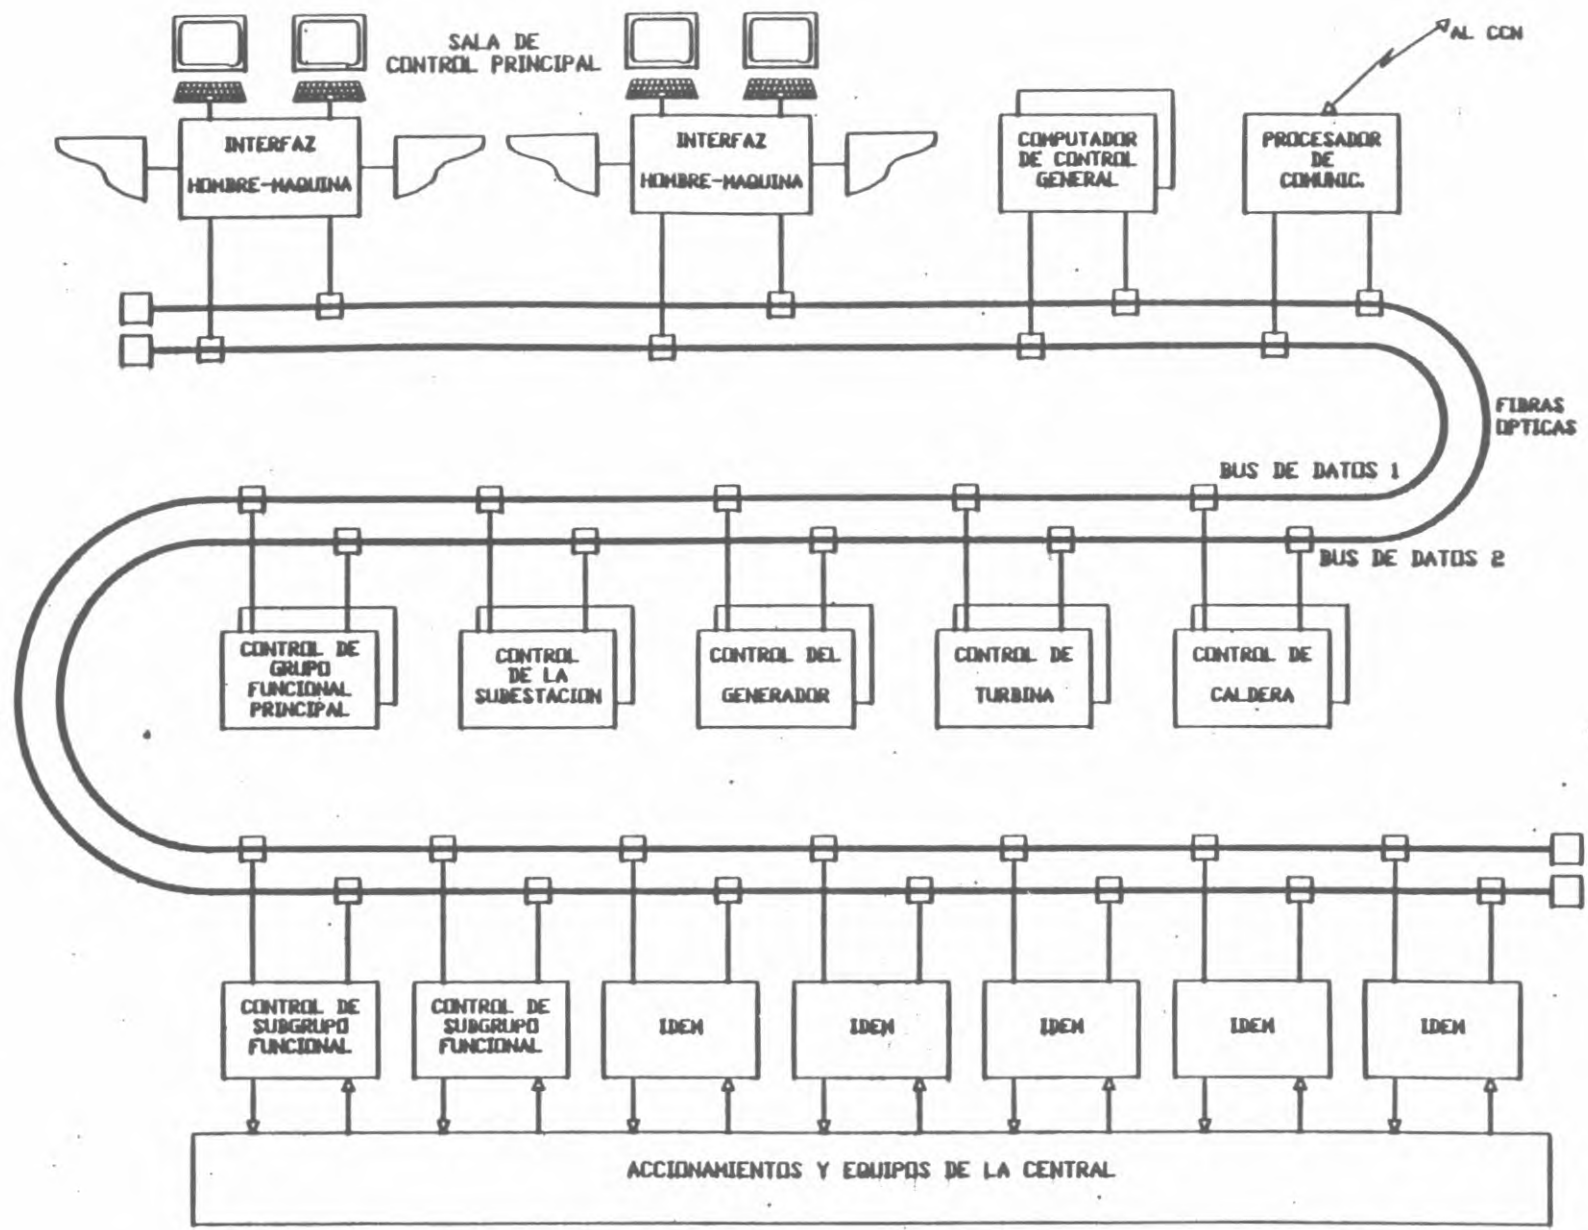 SALA DE
CONTROL PRINCIPAL
AL CCN
INTERFAZ
HOMBRE-MAQUINA
INTERFAZ
HOMBRE-MAQUINA
COMPUTADOR
DE CONTROL
GENERAL
PROCESADOR
DE
COMUNIC.
FIBRAS
OPTICAS
BUS DE DATOS 1
BUS DE DATOS 2
CONTROL DE
GRUPO
FUNCIONAL
PRINCIPAL
CONTROL
DE LA
SUBESTACION
CONTROL DEL
GENERADOR
CONTROL DE
TURBINA
CONTROL DE
CALDERA
CONTROL DE
SUBGRUPO
FUNCIONAL
CONTROL DE
SUBGRUPO
FUNCIONAL
IDEM
IDEM
IDEM
IDEM
IDEM
ACCIONAMIENTOS Y EQUIPOS DE LA CENTRAL